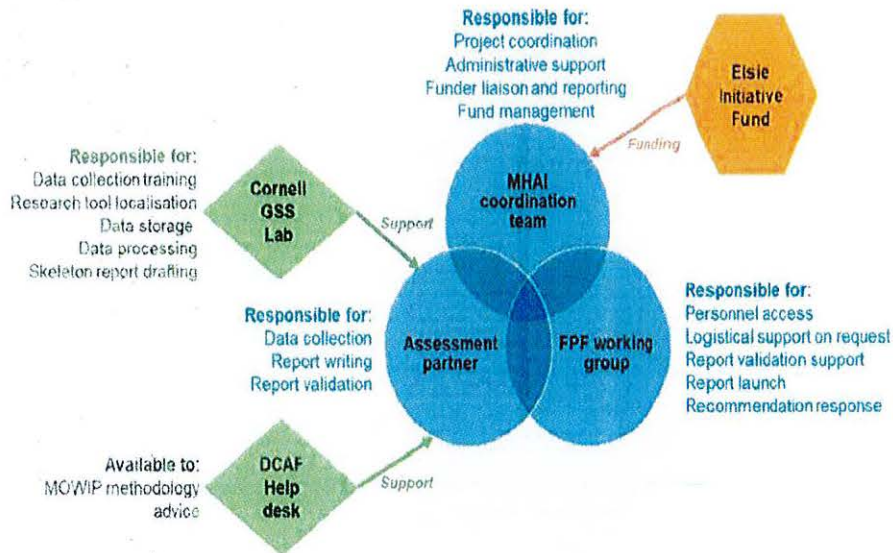 Responsible for:
Project coordination
Administrative support
Funder liaison and reporting
Fund management
Elsie
Initiative
Fund
Funding
MHAI
coordination
team
Responsible for:
Data collection training
Research tool localisation
Data storage
Data processing
Skeleton report drafting
Cornell
GSS
Lab
Support
Responsible for:
Data collection
Report writing
Report validation
Assessment
partner
FPF working
group
Responsible for:
Personnel access
Logistical support on request
Report validation support
Report launch
Recommendation response
Available to:
MOWIP methodology
advice
DCAF
Help
desk
Support